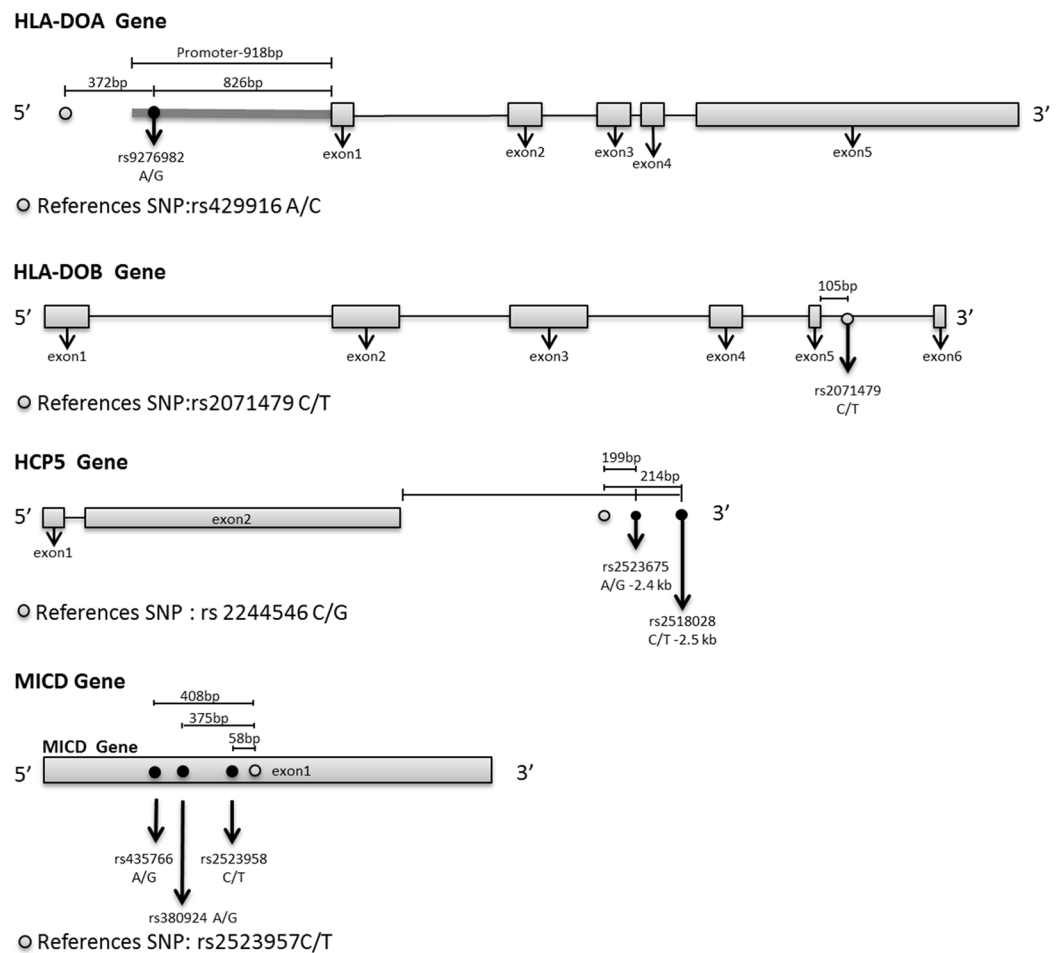 HLA-DOA Gene
Promoter-918bp
372bp 826bp
5’ 3’
exon1 exon2 exon3 exon4 exon5
rs9276982
A/G
References SNP:rs429916 A/C
HLA-DOB Gene
105bp
5’ 3’
exon1 exon2 exon3 exon4 exon5 exon6
rs2071479
C/T
References SNP:rs2071479 C/T
HCP5 Gene
199bp
214bp
5’ exon2 3’
exon1
rs2523675
A/G -2.4 kb
rs2518028
C/T -2.5 kb
References SNP : rs 2244546 C/G
MICD Gene
408bp
375bp
58bp
MICD Gene
5’ exon1 3’
rs435766 rs2523958
A/G C/T
rs380924 A/G
References SNP: rs2523957C/T